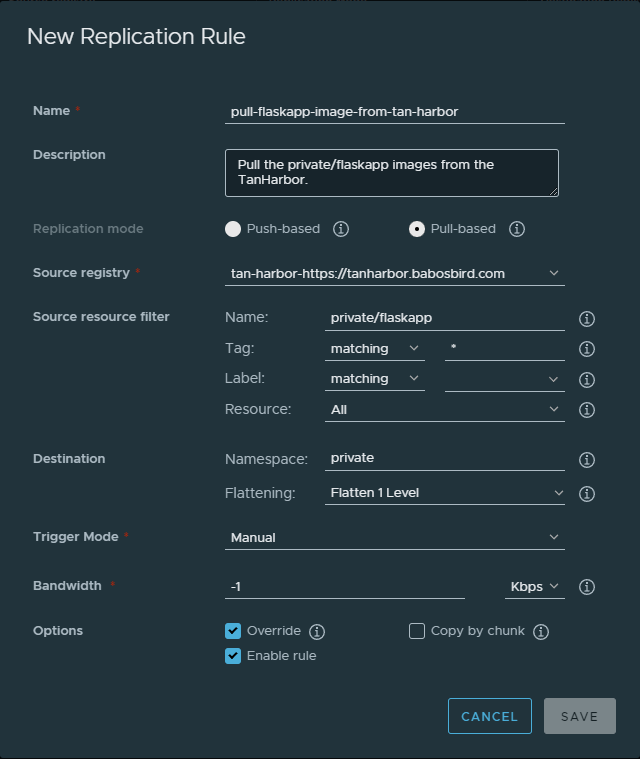 New Replication Rule
Name *
pull-flaskapp-image-from-tan-harbor
Description
Pull the private/flaskapp images from the
TanHarbor.
Replication mode
Push-based
Pull-based
Source registry *
tan-harbor-https://tanharbor.babosbird.com
Source resource filter
Name:
private/flaskapp
Tag:
matching
*
Label:
matching
Resource:
All
Destination
Namespace:
private
Flattening:
Flatten 1 Level
Trigger Mode *
Manual
Bandwidth *
-1
Kbps
Options
Override
Copy by chunk
Enable rule
CANCEL
SAVE